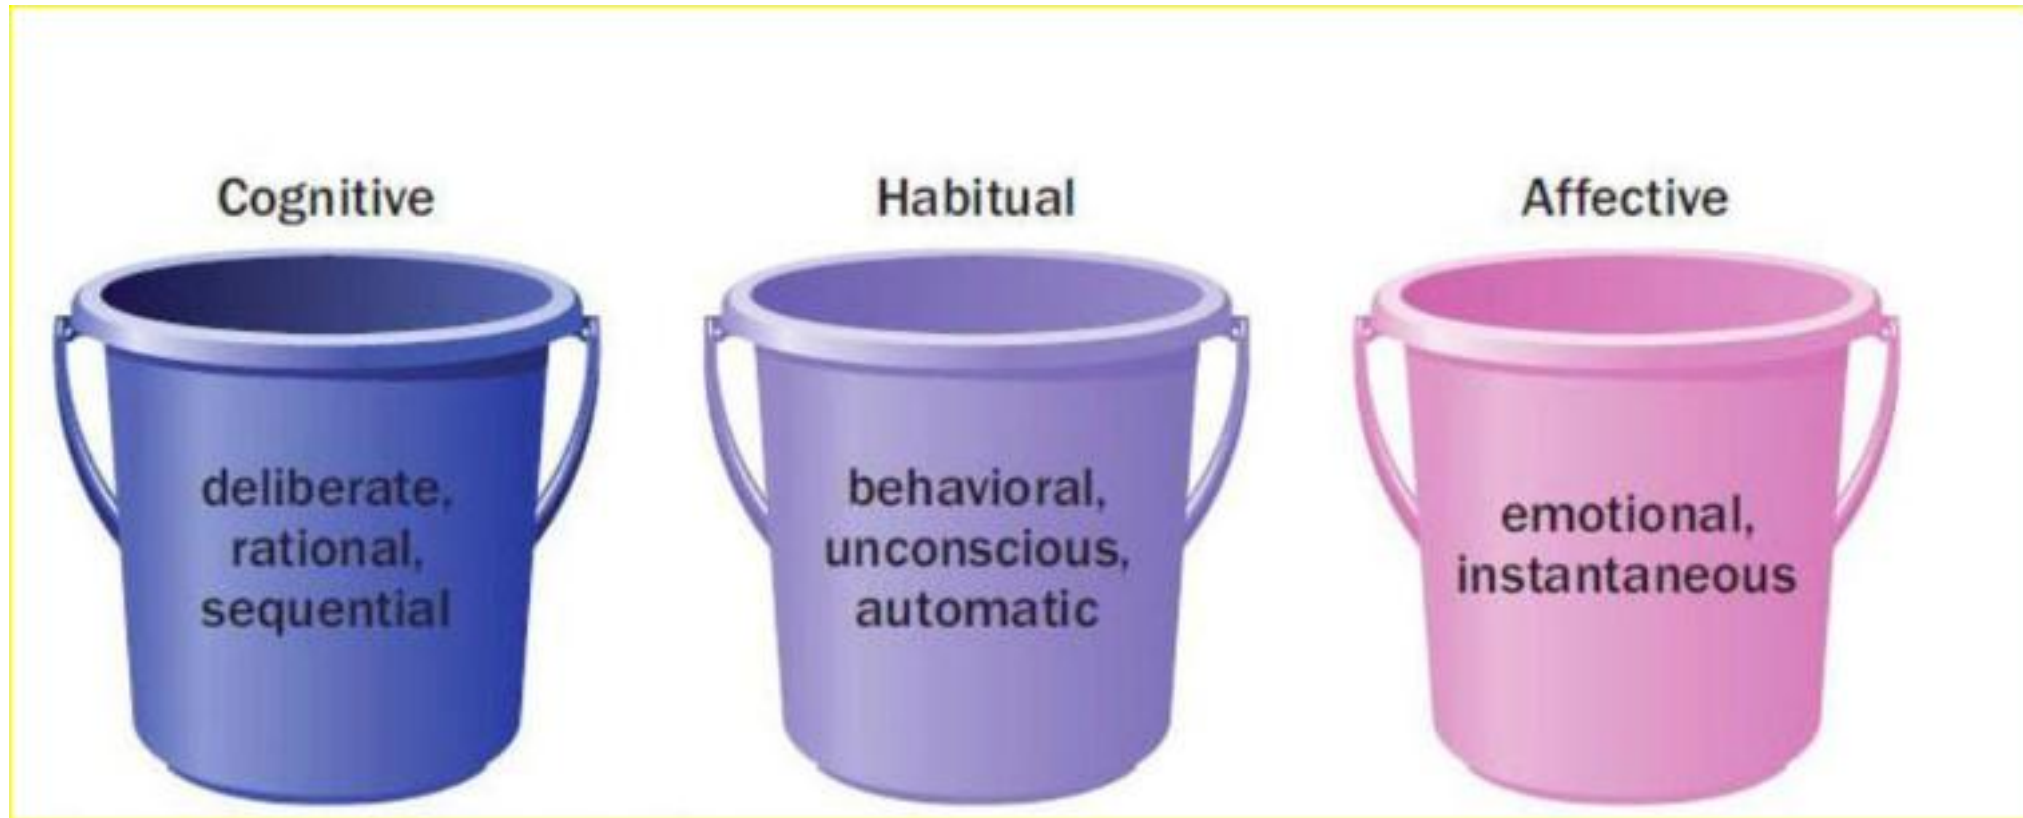 Cognitive
deliberate,
rational,
sequential
Habitual
behavioral,
unconscious,
automatic
Affective
emotional,
instantaneous